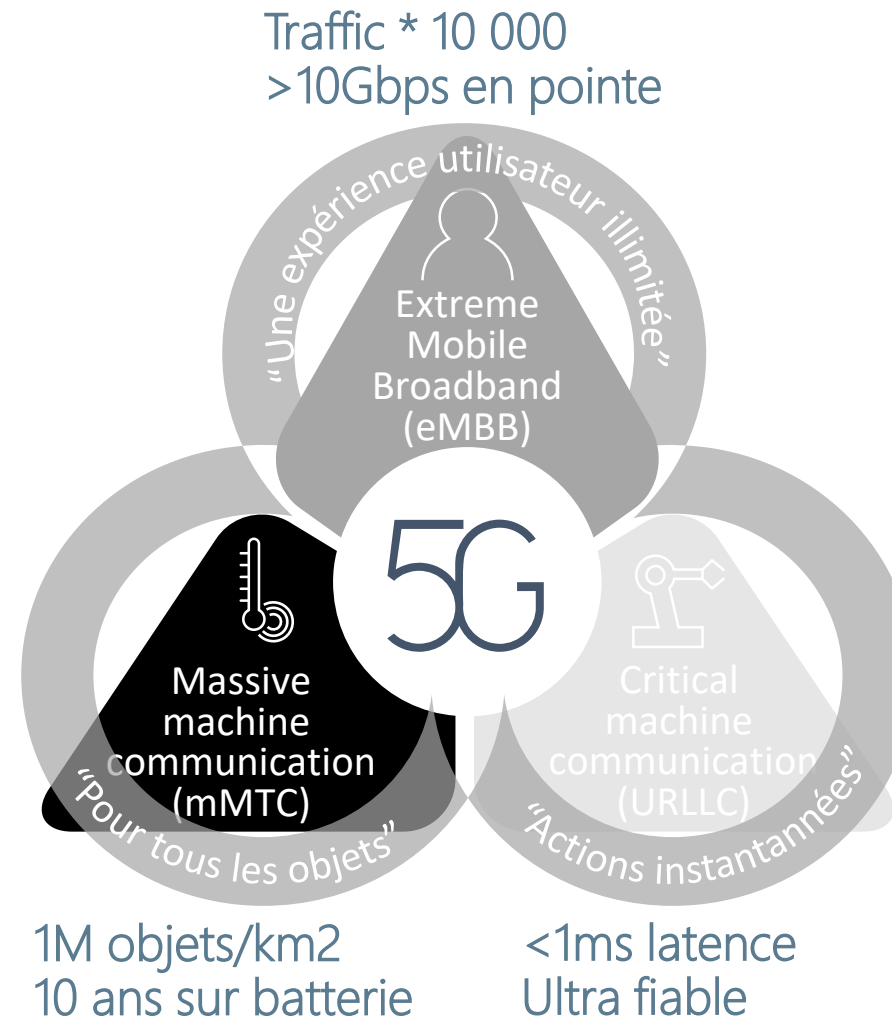 Traffic * 10 000
>10Gbps en pointe
“Une expérience utilisateur illimitée”
Extreme
Mobile
Broadband
(eMBB)
5G
Massive
machine
communication
(mMTC)
“Pour tous les objets”
Critical
machine
communication
(URLLC)
“Actions instantannées”
1M objets/km2
10 ans sur batterie
<1ms latence
Ultra fiable